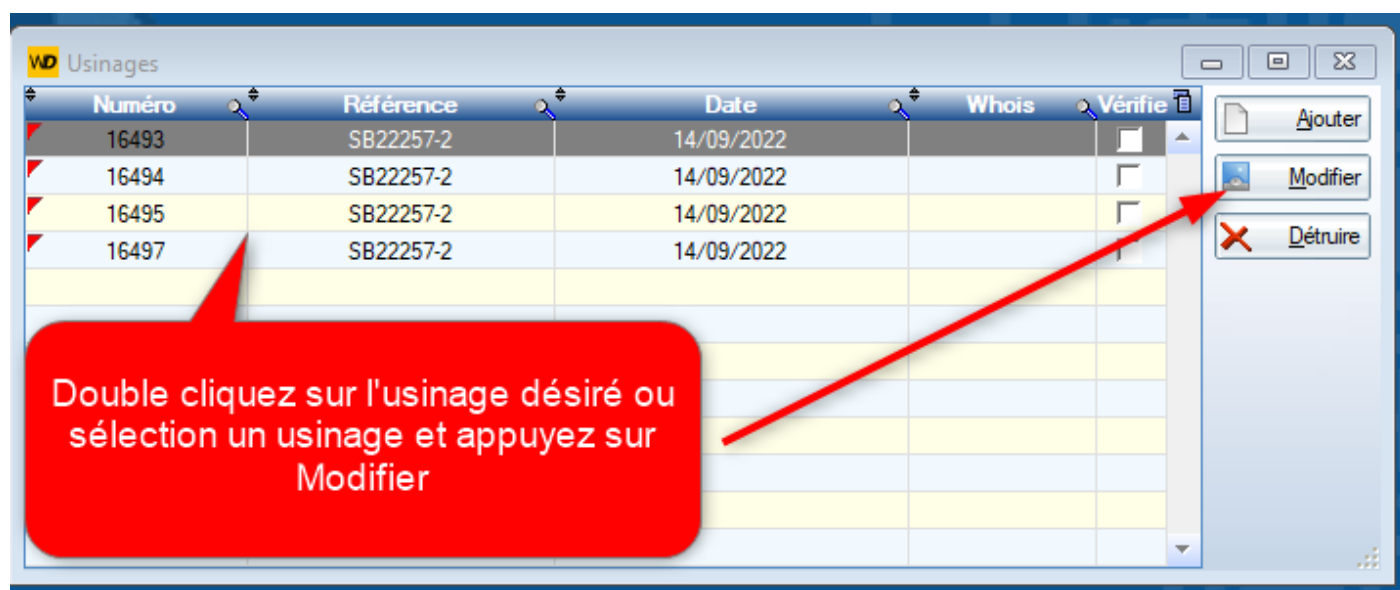 WD Usinages
Numéro Référence Date Whois Vérifie
16493 SB22257-2 14/09/2022
16494 SB22257-2 14/09/2022
16495 SB22257-2 14/09/2022
16497 SB22257-2 14/09/2022
Ajouter
Modifier
Détruire
Double cliquez sur l'usinage désiré ou
sélection un usinage et appuyez sur
Modifier